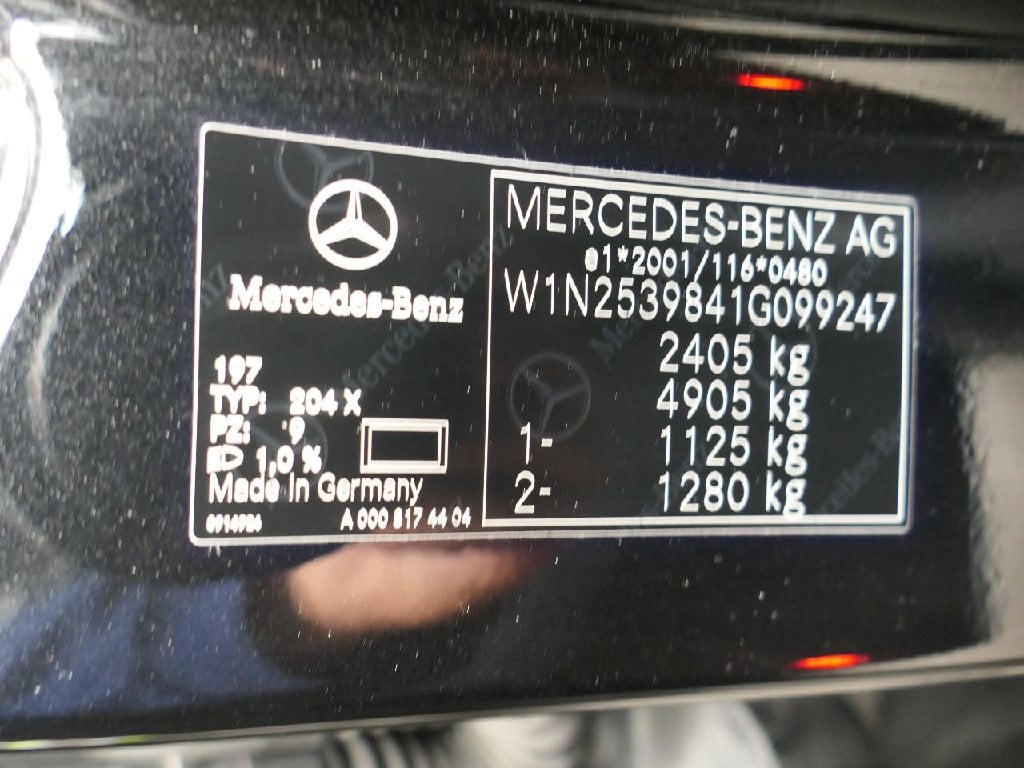 Mercedes-Benz
197
TYP: 204 X
PZ: 9
1,0 %
Made In Germany
A 000 817 44 04
MERCEDES-BENZ AG
e1*2001/116*0480
W1N2539841G099247
2405 kg
4905 kg
1- 1125 kg
2- 1280 kg